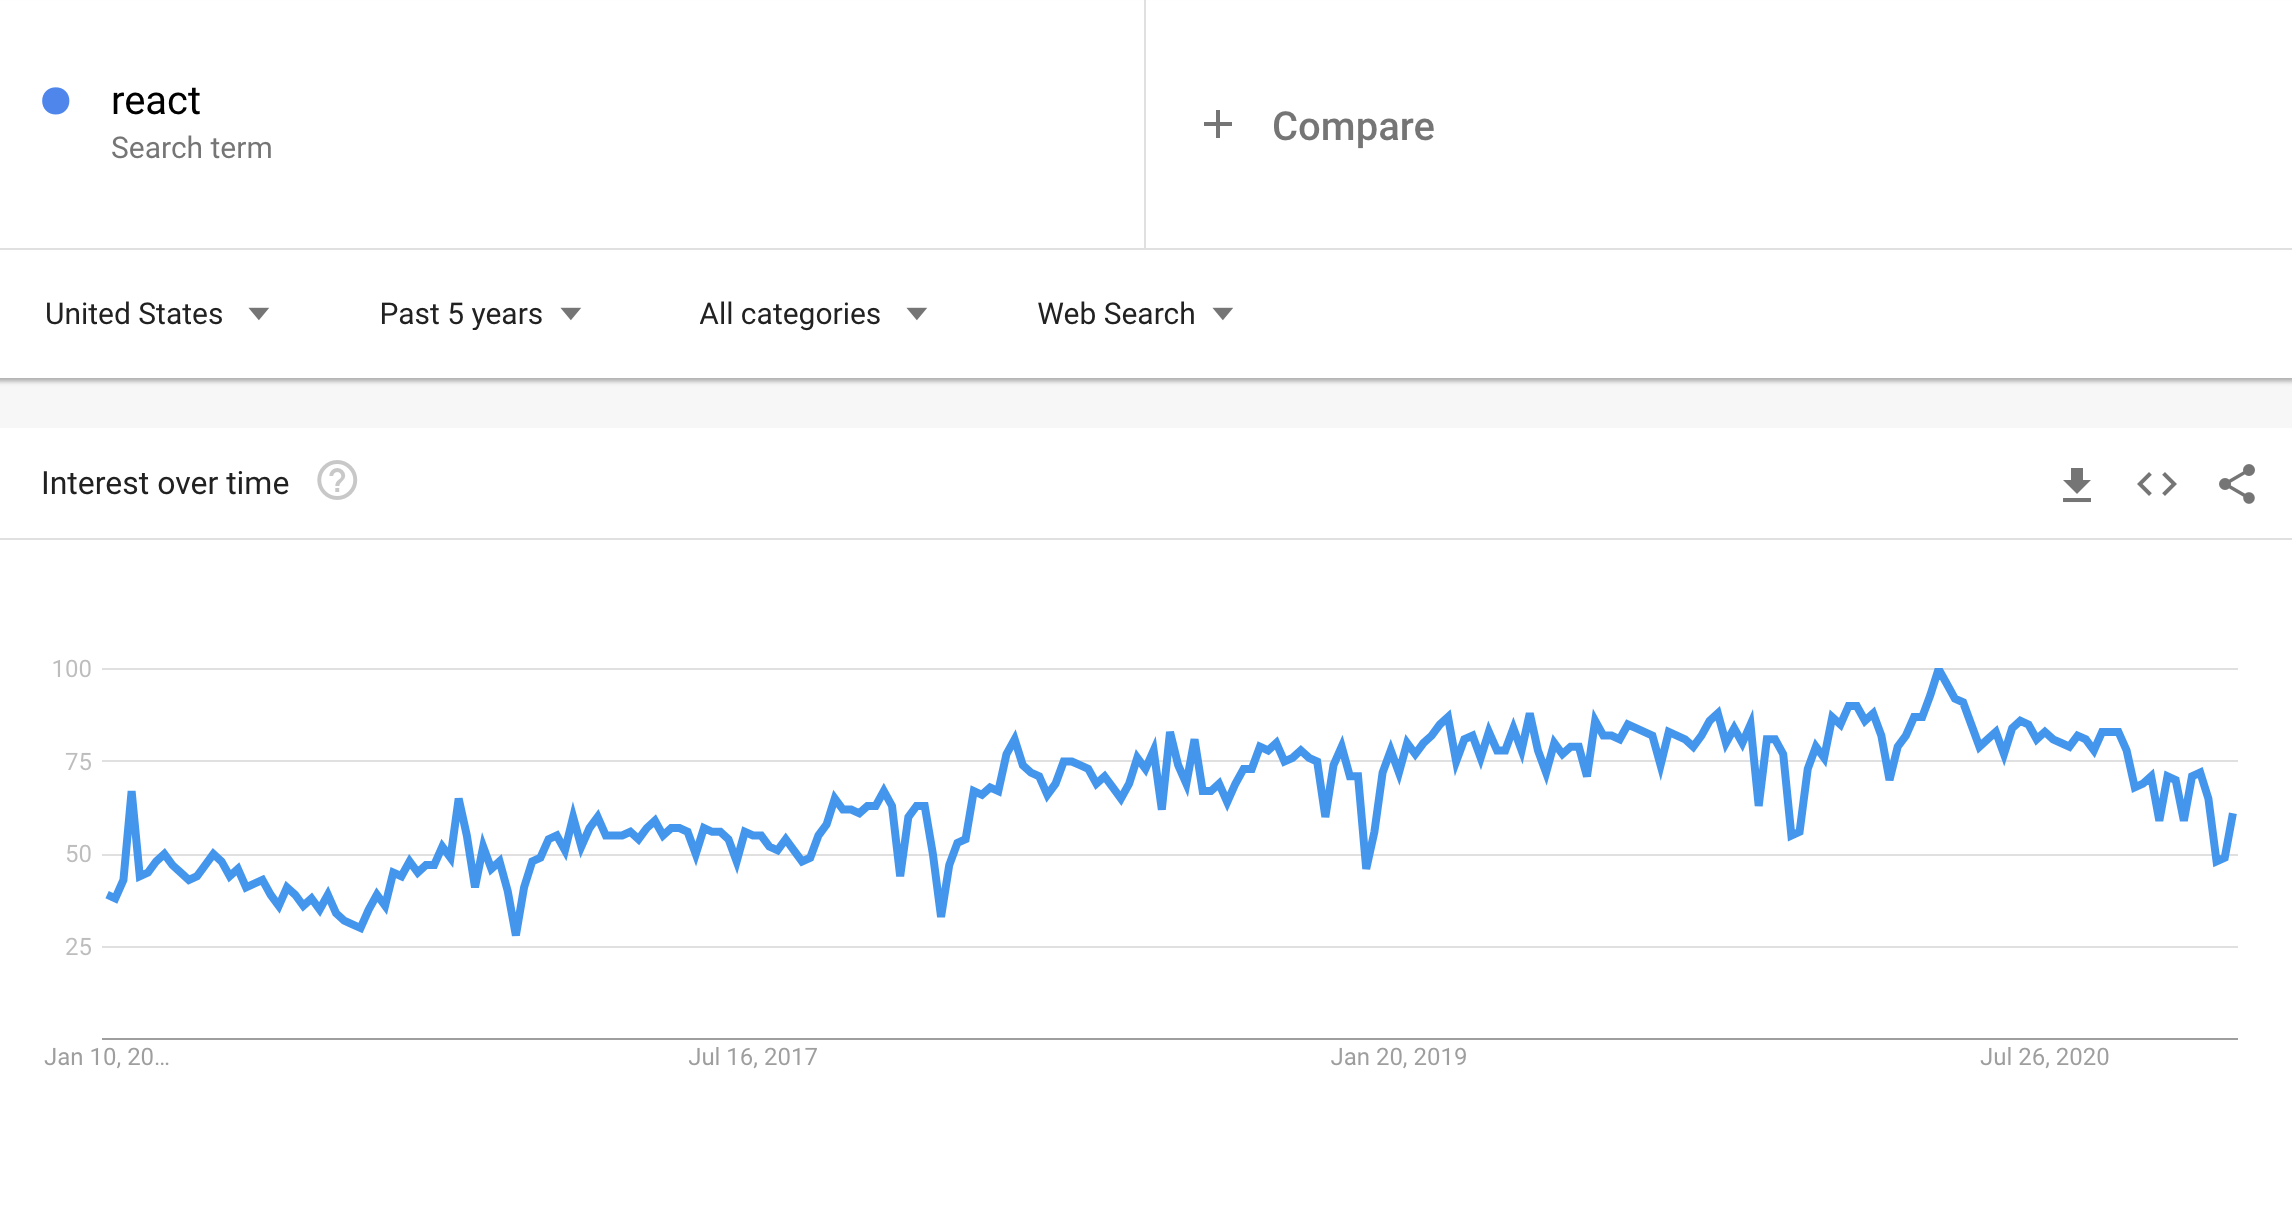 react
Search term
+ Compare
United States
Past 5 years
All categories
Web Search
Interest over time ?
100
75
50
25
Jan 10, 20...
Jul 16, 2017
Jan 20, 2019
Jul 26, 2020